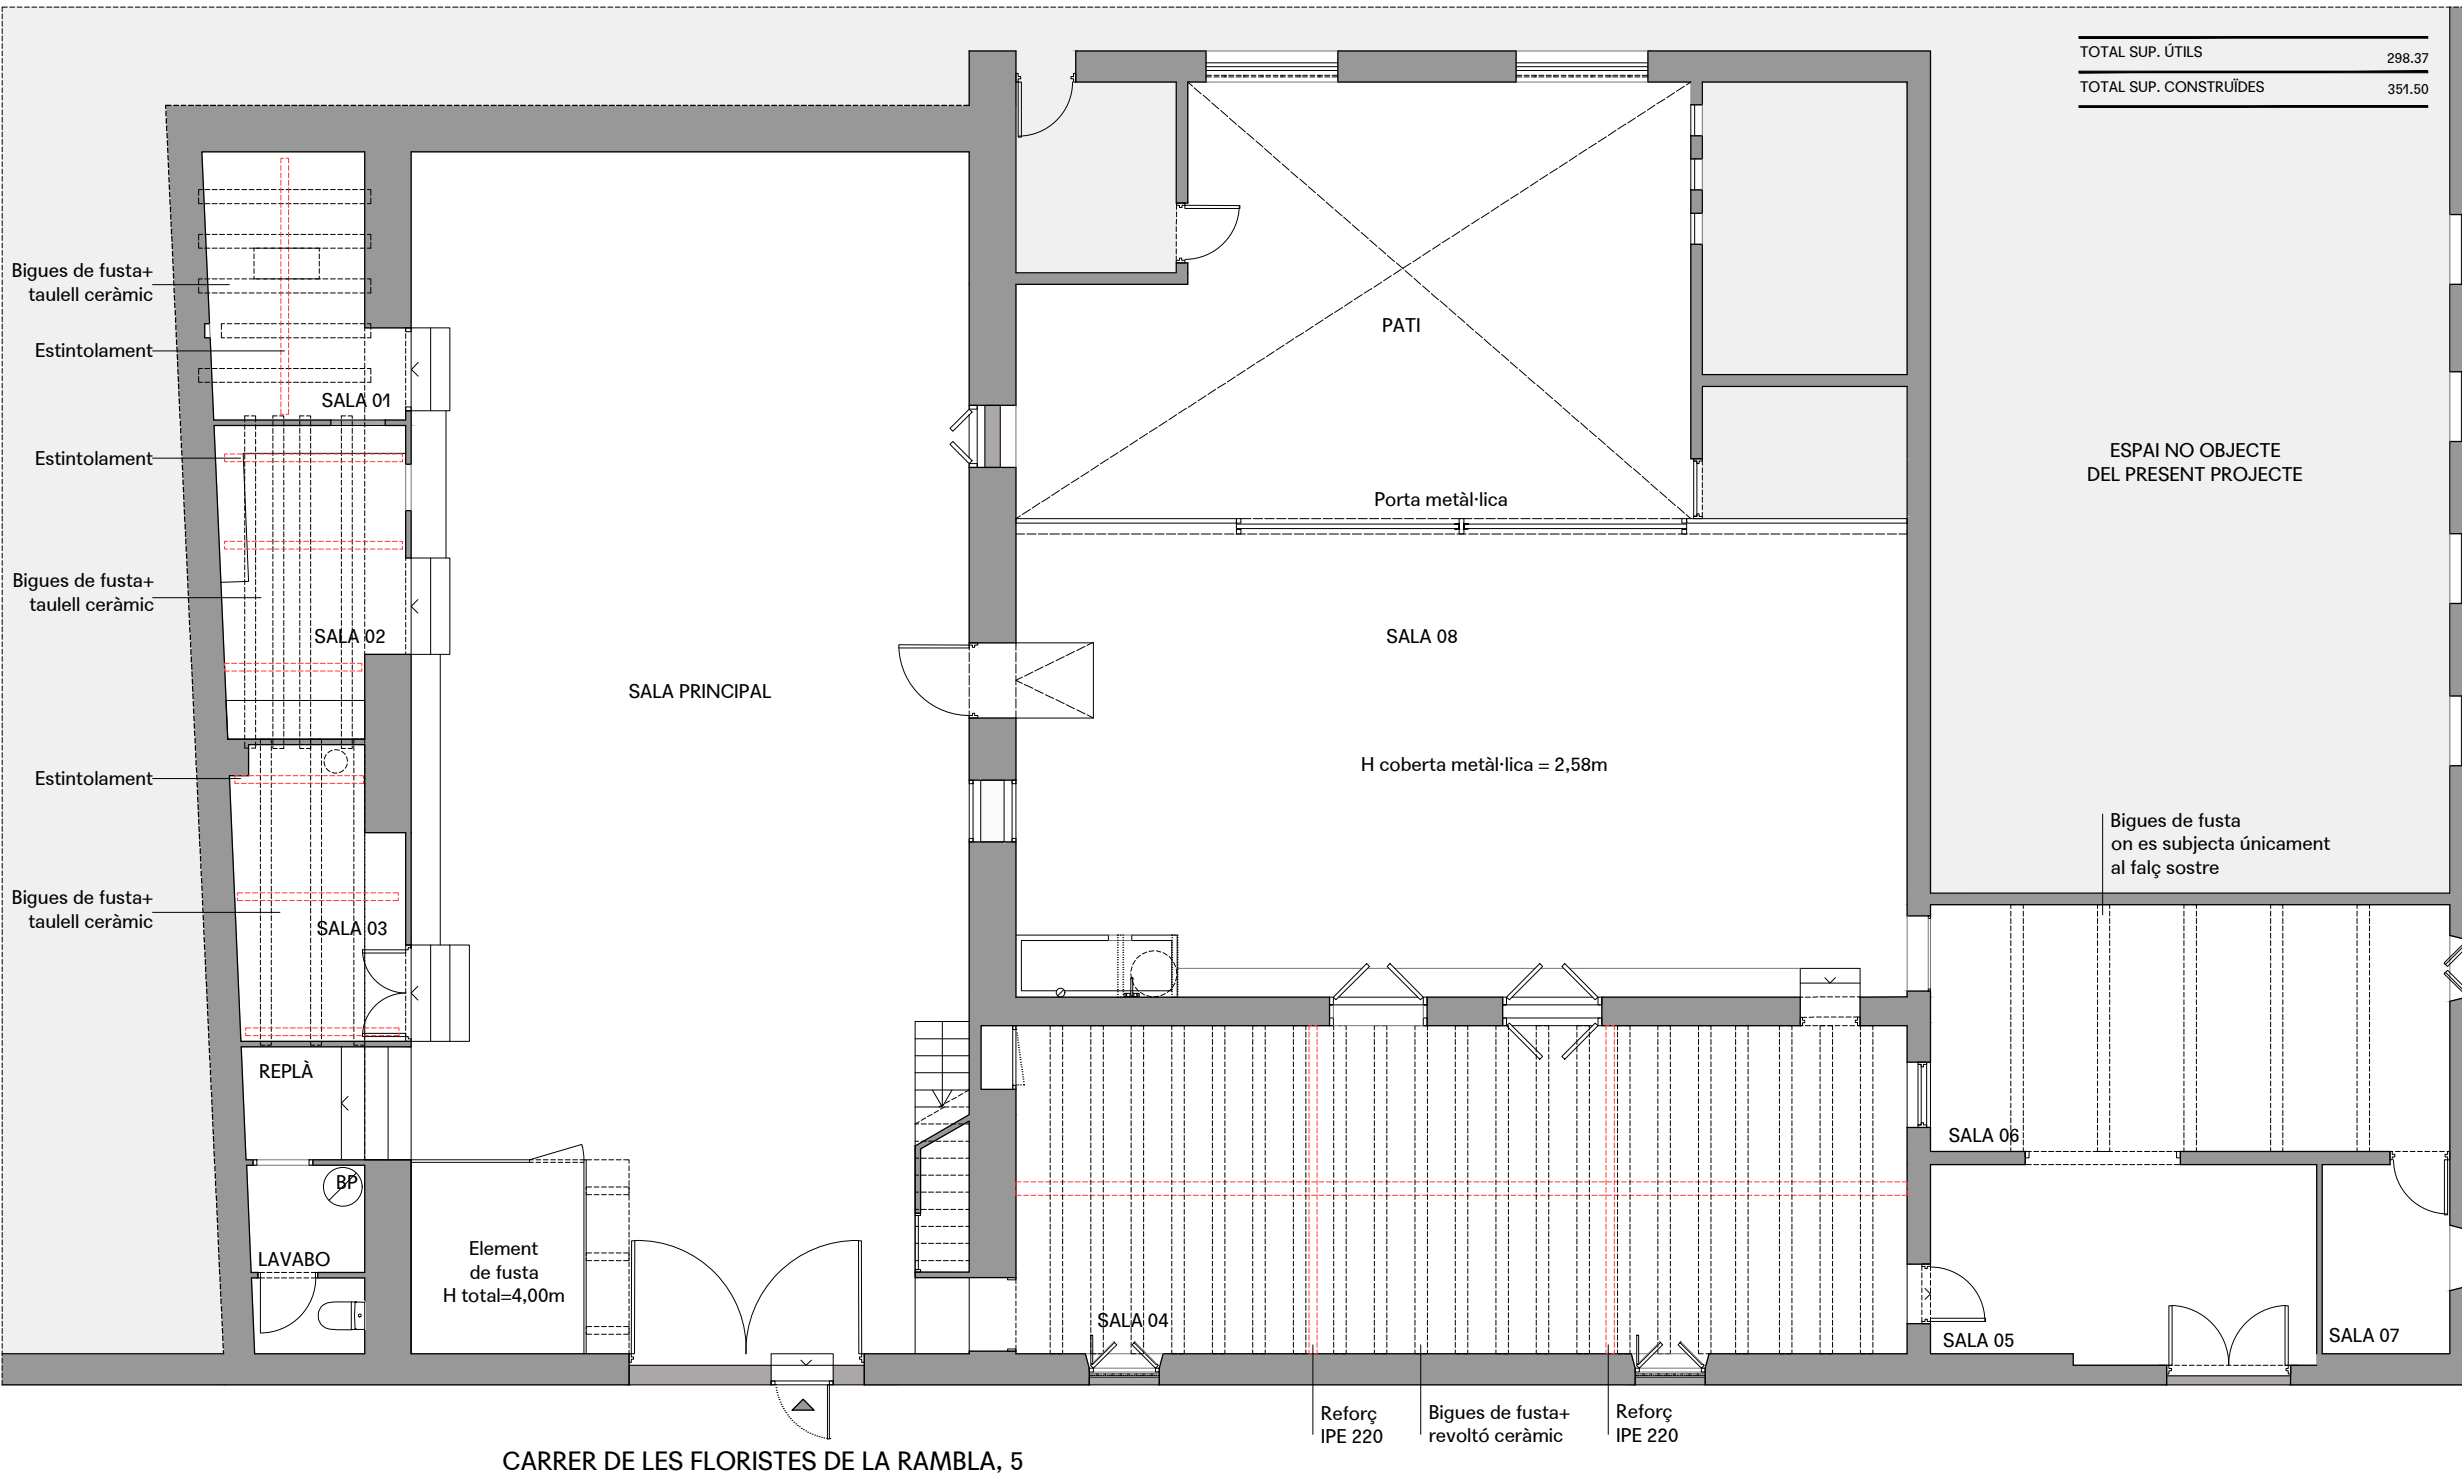 TOTAL SUP. ÚTILS 298.37
TOTAL SUP. CONSTRUÏDES 351.50
Bigues de fusta+
taulell ceràmic
Estintolament
SALA 01
Estintolament
Bigues de fusta+
taulell ceràmic
SALA 02
Estintolament
Bigues de fusta+
taulell ceràmic
SALA 03
REPLÀ
BP
LAVABO
Element
de fusta
H total=4,00m
SALA PRINCIPAL
PATI
Porta metàl·lica
SALA 08
H coberta metàl·lica = 2,58m
ESPAI NO OBJECTE
DEL PRESENT PROJECTE
Bigues de fusta
on es subjecta únicament
al falç sostre
SALA 06
SALA 04
SALA 05
SALA 07
Reforç
IPE 220
Bigues de fusta+
revoltó ceràmic
Reforç
IPE 220
CARRER DE LES FLORISTES DE LA RAMBLA, 5